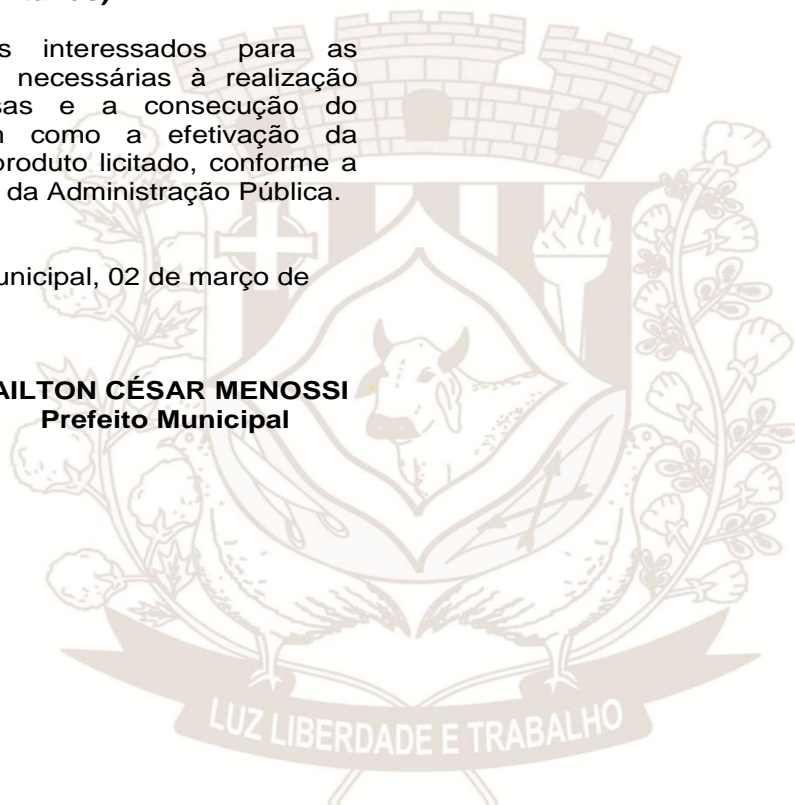 s interessados para as
necessárias à realização
sas e a consecução do
como a efetivação da
produto licitado, conforme a
da Administração Pública.
unicipal, 02 de março de
AILTON CÉSAR MENOSSI
Prefeito Municipal
LUZ LIBERDADE E TRABALHO